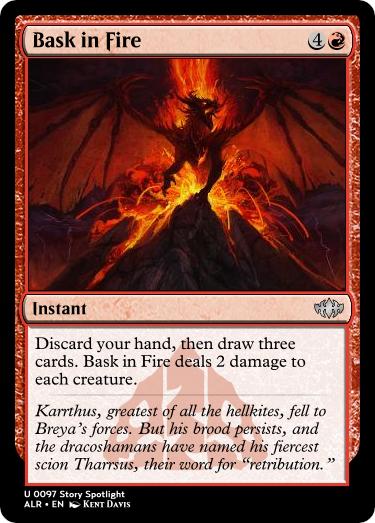 Bask in Fire 4
Instant
Discard your hand, then draw three
cards. Bask in Fire deals 2 damage to
each creature.
Karrthus, greatest of all the hellkites, fell to
Breya's forces. But his brood persists, and
the dracoshamans have named his fiercest
scion Tharrsus, their word for “retribution.”
U 0097 Story Spotlight
ALR • EN Kent Davis